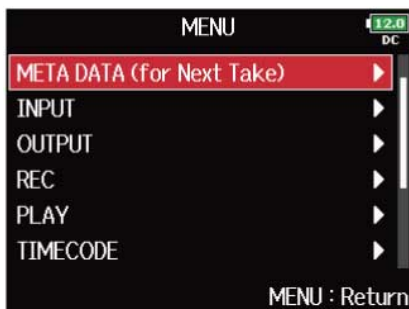 MENU
12.0
DC
META DATA (for Next Take)
INPUT
OUTPUT
REC
PLAY
TIMECODE
MENU : Return